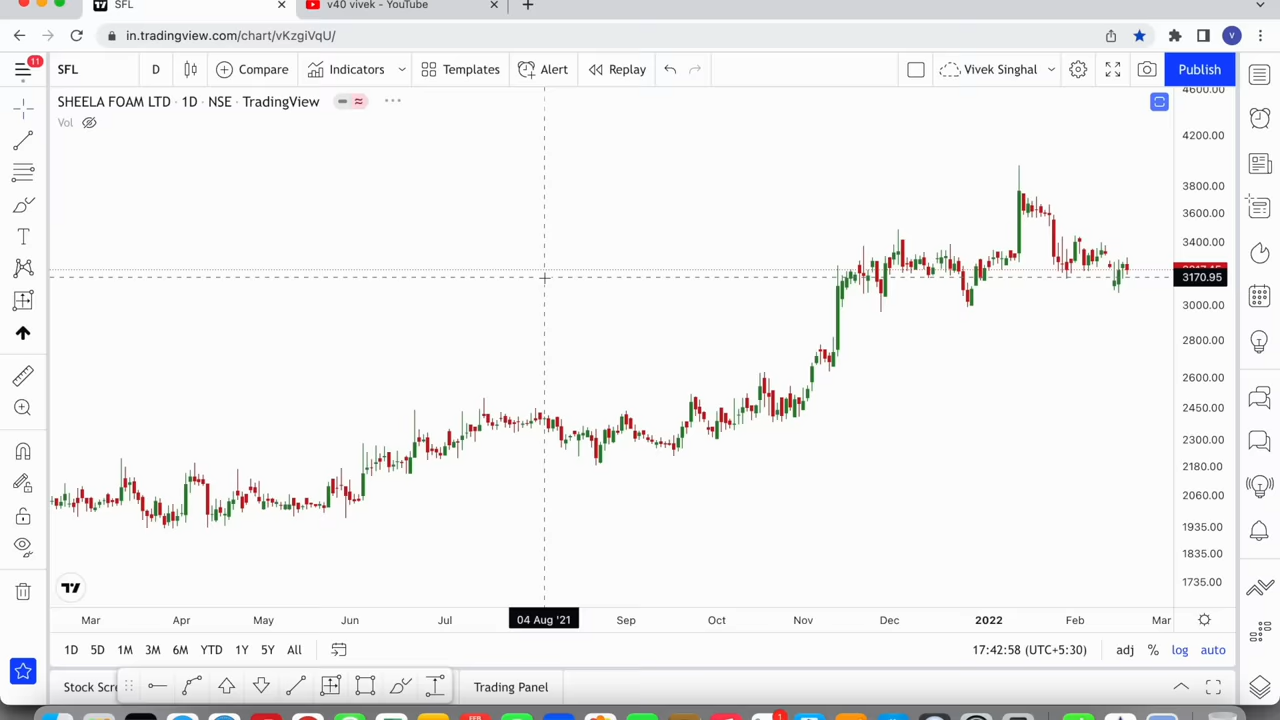 SFL
v40 vivek - YouTube
in.tradingview.com/chart/vKzgiVqU/
V
11
SFL
D
Compare
Indicators
Templates
Alert
Replay
Vivek Singhal
Publish
SHEELA FOAM LTD · 1D · NSE · TradingView
Vol
4600.00
4200.00
3800.00
3600.00
3400.00
3170.95
3000.00
2800.00
2600.00
2450.00
2300.00
2180.00
2060.00
1935.00
1835.00
1735.00
Mar
Apr
May
Jun
Jul
04 Aug '21
Sep
Oct
Nov
Dec
2022
Feb
Mar
1D
5D
1M
3M
6M
YTD
1Y
5Y
All
17:42:58 (UTC+5:30)
adj
%
log
auto
Stock Scre
Trading Panel
FEB
1